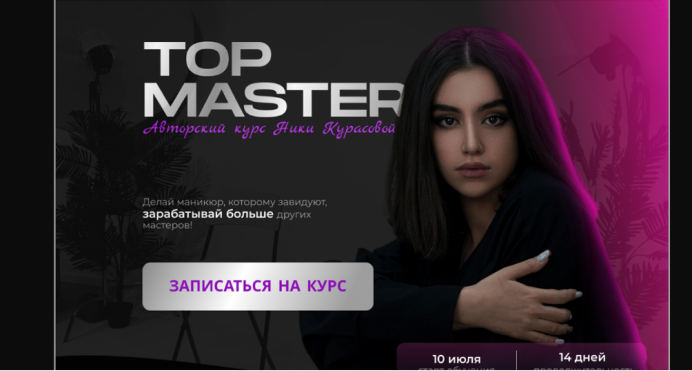 TOP
MASTER
Авторский курс Ники Курасовой
Делай маникюр, которому завидуют,
зарабатывай больше других
мастеров!
ЗАПИСАТЬСЯ НА КУРС
10 июля
14 дней